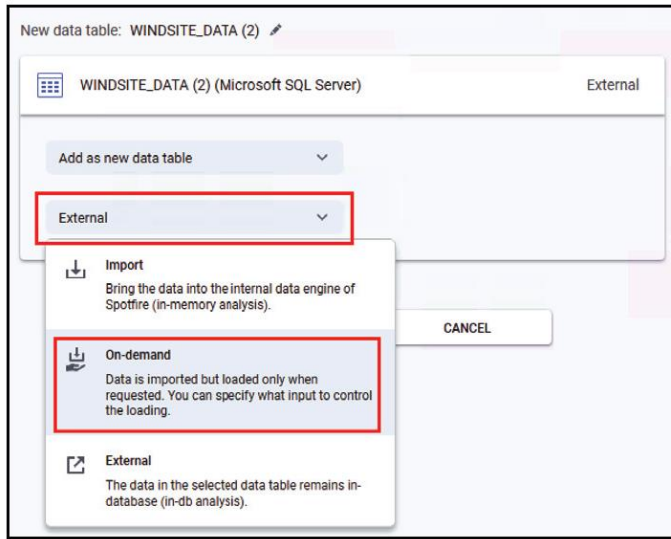 New data table: WINDSITE_DATA (2)
WINDSITE_DATA (2) (Microsoft SQL Server) External
Add as new data table
External
Import
Bring the data into the internal data engine of
Spotfire (in-memory analysis).
CANCEL
On-demand
Data is imported but loaded only when
requested. You can specify what input to control
the loading.
External
The data in the selected data table remains in-
database (in-db analysis).